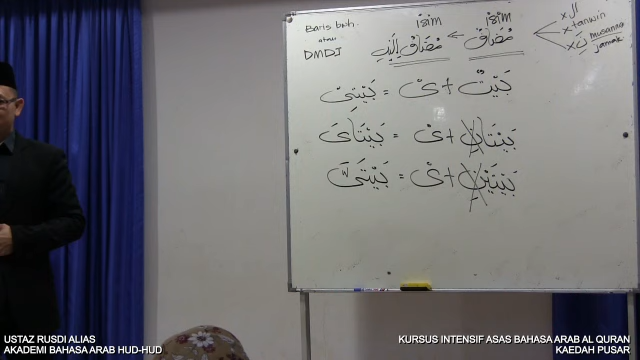 Baris bwh isim isim x ال
atau مُضَافٌ إِلَيْهِ ← مُضَافٌ x tanwin
DMDJ x نِ musanna
jamak
بَيْتٌ + ىْ = بَيْتِىْ
بَيْتَانِ + ىْ = بَيْتَاىَ
بَيْتَيْنِ + ىْ = بَيْتَىَّ
USTAZ RUSDI ALIAS
AKADEMI BAHASA ARAB HUD-HUD
KURSUS INTENSIF ASAS BAHASA ARAB AL QURAN
KAEDAH PUSAR